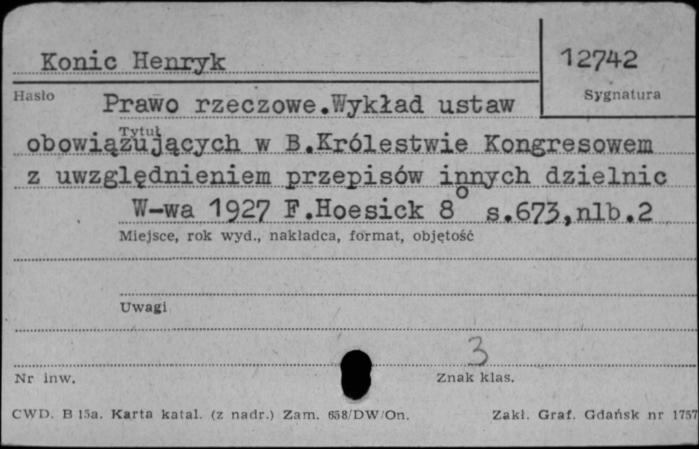 Konic Henryk
12742
Hasło
Sygnatura
Prawo rzeczowe.Wykład ustaw
Tytuł
obowiązujących w B.Królestwie Kongresowem
z uwzględnieniem przepisów innych dzielnic
W-wa 1927 F.Hoesick 8° s.673,nlb.2
Miejsce, rok wyd., nakładca, format, objętość
Uwagi
3
Nr inw.
Znak klas.
CWD. B 15a. Karta katal. (z nadr.) Zam. 658/DW/On.
Zakł. Graf. Gdańsk nr 1757